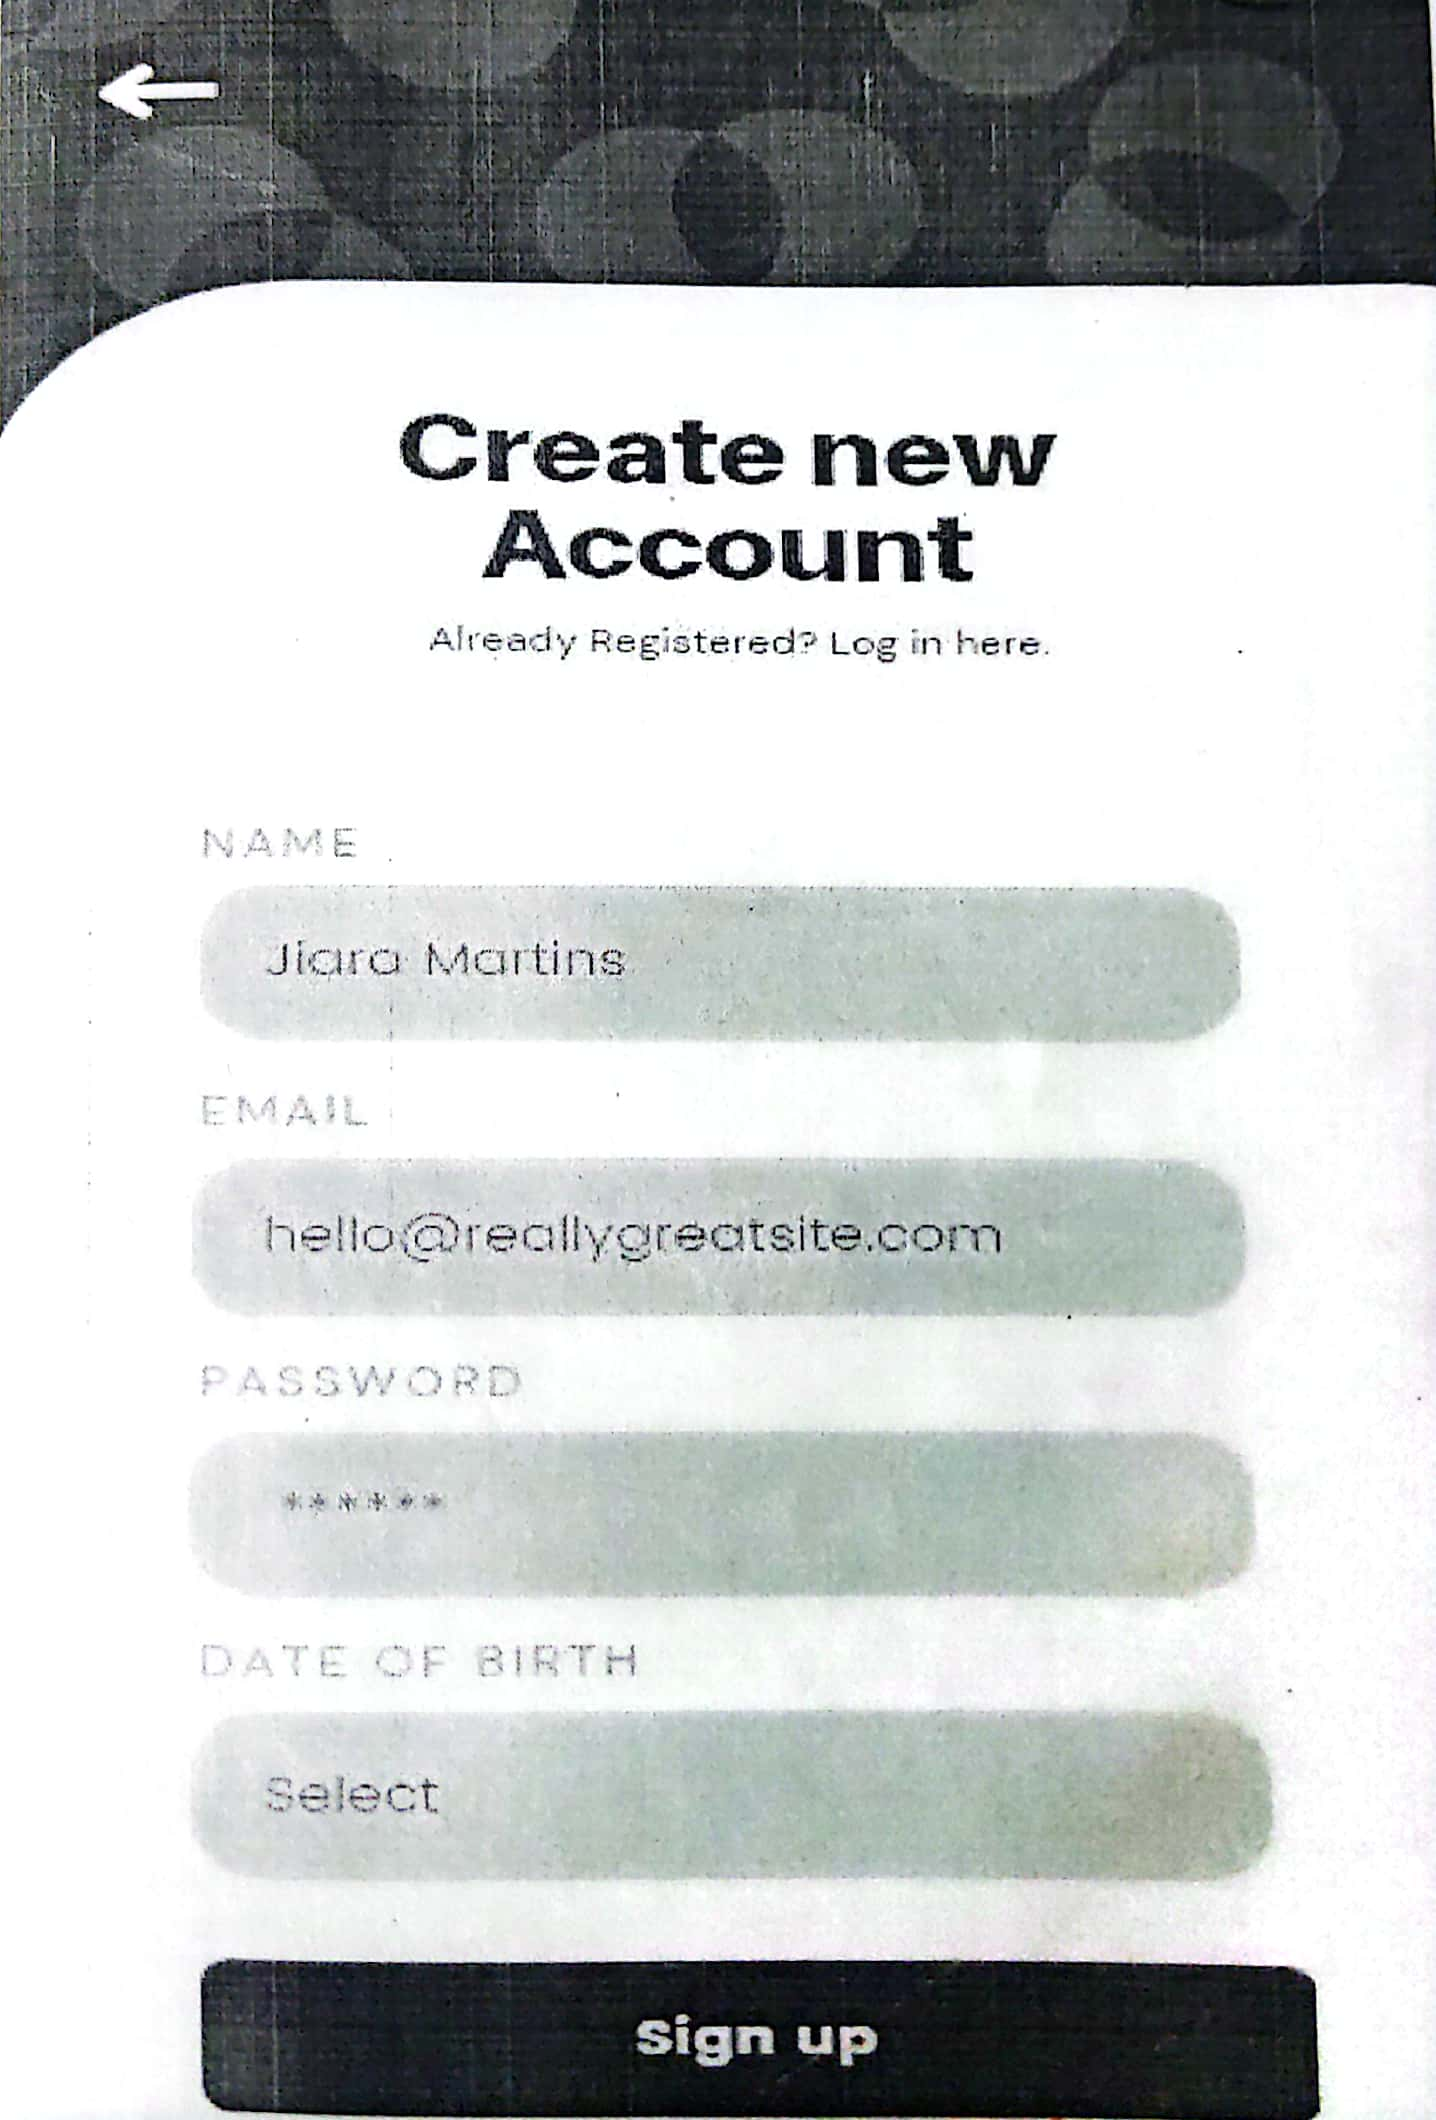 Create new
Account
Already Registered? Log in here.
NAME
Jiara Martins
EMAIL
hello@reallygreatsite.com
PASSWORD
******
DATE OF BIRTH
Select
Sign up